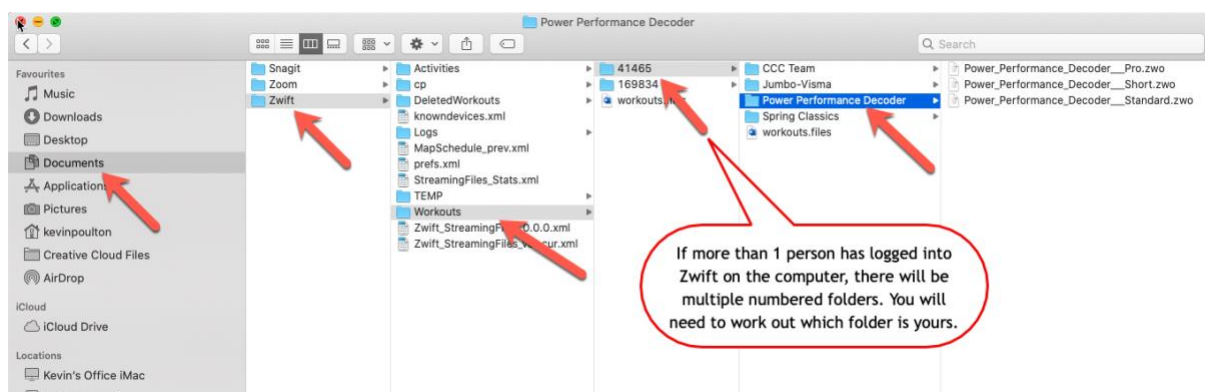 Power Performance Decoder
Search
Favourites
Music
Downloads
Desktop
Documents
Applications
Pictures
kevinpoulton
Creative Cloud Files
AirDrop
iCloud
iCloud Drive
Locations
Kevin's Office iMac
Snagit
Zoom
Zwift
Activities
cp
DeletedWorkouts
knowndevices.xml
Logs
MapSchedule_prev.xml
prefs.xml
StreamingFiles_Stats.xml
TEMP
Workouts
0.0.0.xml
cur.xml
41465
169834
CCC Team
Jumbo-Visma
Power Performance Decoder
Spring Classics
workouts.files
Power_Performance_Decoder__Pro.zwo
Power_Performance_Decoder__Short.zwo
Power_Performance_Decoder__Standard.zwo
If more than 1 person has logged into
Zwift on the computer, there will be
multiple numbered folders. You will
need to work out which folder is yours.